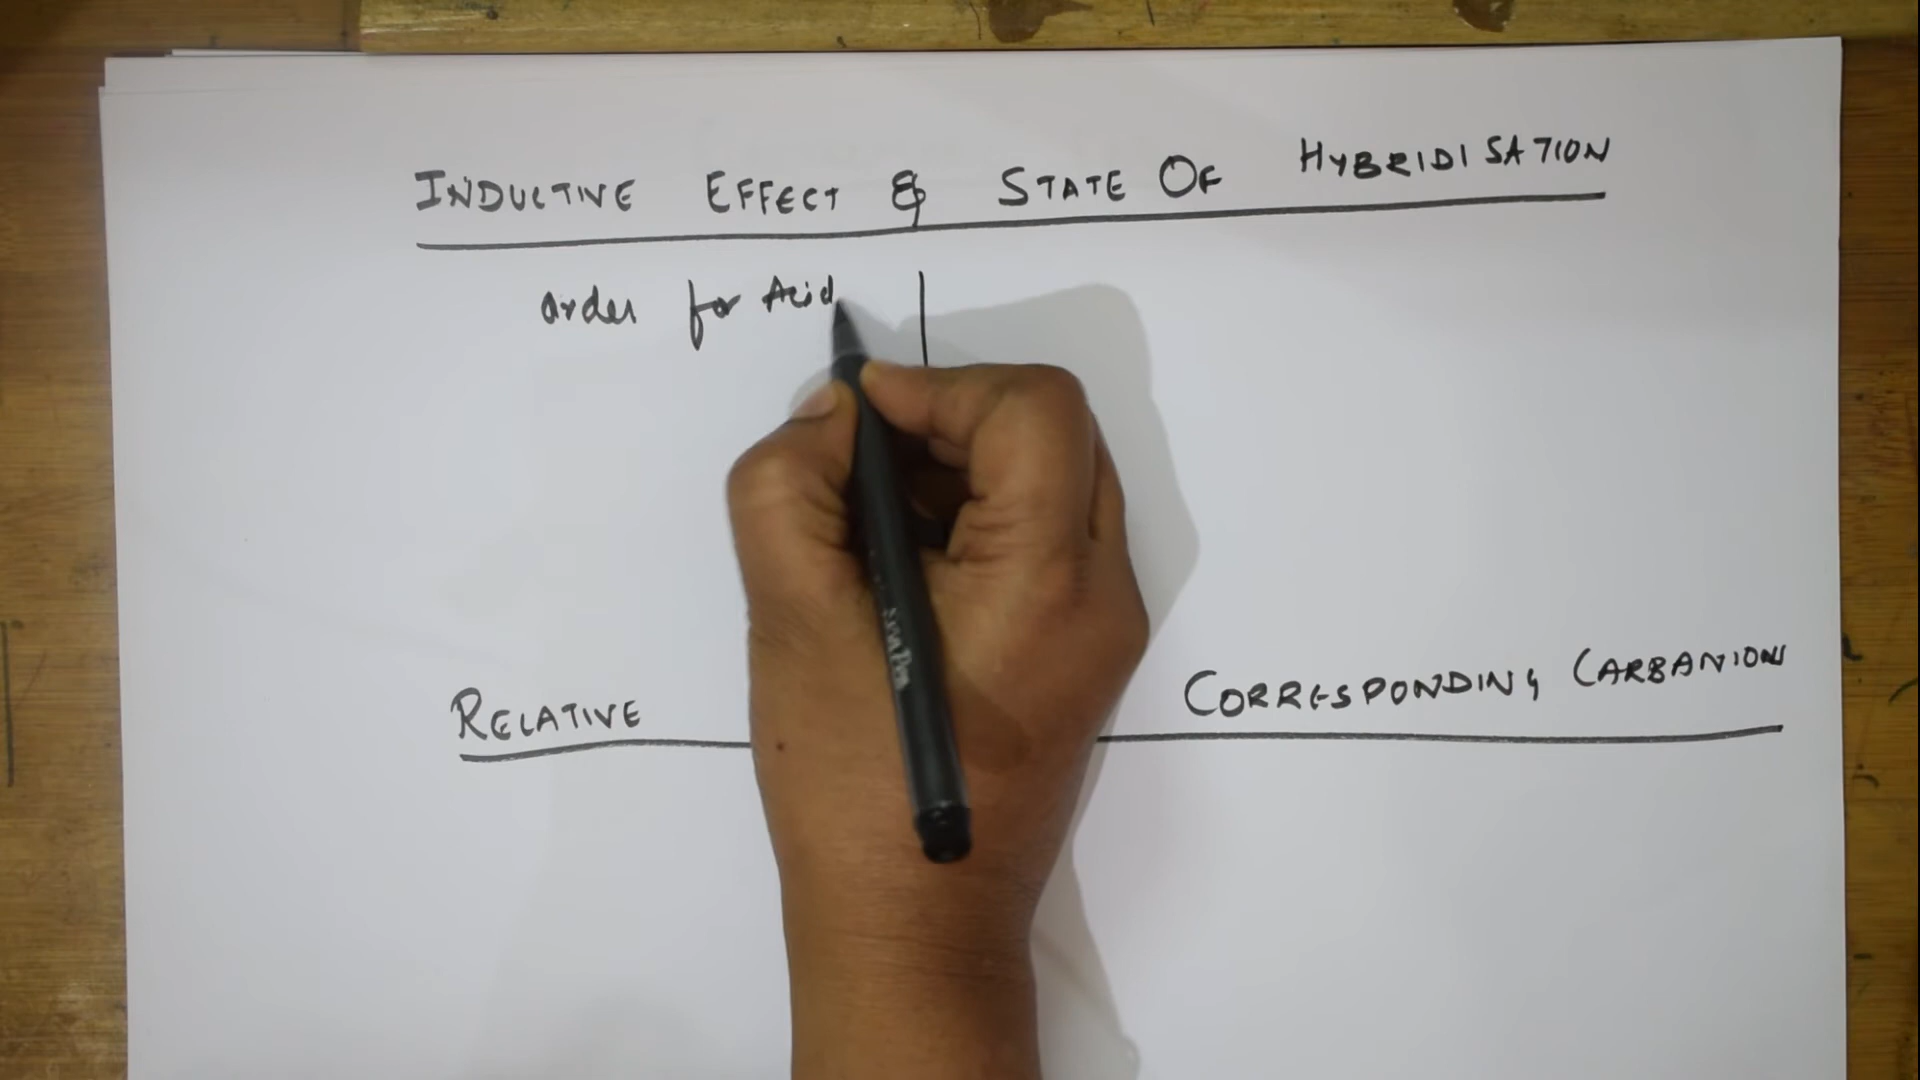 INDUCTIVE EFFECT & STATE OF HYBRIDISATION
order for Acid
RELATIVE CORRESPONDING CARBANION